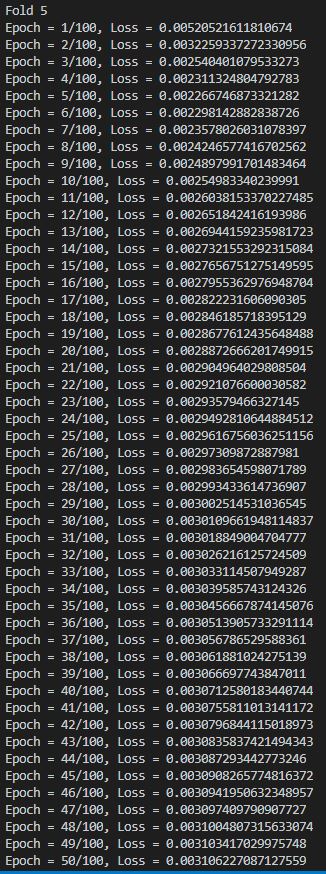 Fold 5
Epoch = 1/100, Loss = 0.00520521611810674
Epoch = 2/100, Loss = 0.0032259337272330956
Epoch = 3/100, Loss = 0.002540401079533273
Epoch = 4/100, Loss = 0.002311324804792783
Epoch = 5/100, Loss = 0.002266746873321282
Epoch = 6/100, Loss = 0.002298142882838726
Epoch = 7/100, Loss = 0.0023578026031078397
Epoch = 8/100, Loss = 0.0024246577416702562
Epoch = 9/100, Loss = 0.0024897991701483464
Epoch = 10/100, Loss = 0.00254983340239991
Epoch = 11/100, Loss = 0.0026038153370227485
Epoch = 12/100, Loss = 0.002651842416193986
Epoch = 13/100, Loss = 0.0026944159235981723
Epoch = 14/100, Loss = 0.0027321553292315084
Epoch = 15/100, Loss = 0.0027656751275149595
Epoch = 16/100, Loss = 0.0027955362976948704
Epoch = 17/100, Loss = 0.002822231606090305
Epoch = 18/100, Loss = 0.002846185718395129
Epoch = 19/100, Loss = 0.0028677612435648488
Epoch = 20/100, Loss = 0.0028872666201749915
Epoch = 21/100, Loss = 0.002904964029808504
Epoch = 22/100, Loss = 0.002921076600030582
Epoch = 23/100, Loss = 0.00293579466327145
Epoch = 24/100, Loss = 0.0029492810644884512
Epoch = 25/100, Loss = 0.0029616756036251156
Epoch = 26/100, Loss = 0.00297309872887981
Epoch = 27/100, Loss = 0.002983654598071789
Epoch = 28/100, Loss = 0.002993433614736907
Epoch = 29/100, Loss = 0.003002514531036545
Epoch = 30/100, Loss = 0.0030109661948114837
Epoch = 31/100, Loss = 0.003018849004704777
Epoch = 32/100, Loss = 0.003026216125724509
Epoch = 33/100, Loss = 0.003033114507949287
Epoch = 34/100, Loss = 0.003039585743124326
Epoch = 35/100, Loss = 0.0030456667874145076
Epoch = 36/100, Loss = 0.0030513905733291114
Epoch = 37/100, Loss = 0.003056786529588361
Epoch = 38/100, Loss = 0.003061881024275139
Epoch = 39/100, Loss = 0.003066697743847011
Epoch = 40/100, Loss = 0.0030712580183440744
Epoch = 41/100, Loss = 0.0030755811013141172
Epoch = 42/100, Loss = 0.0030796844115018973
Epoch = 43/100, Loss = 0.0030835837421494343
Epoch = 44/100, Loss = 0.003087293442773246
Epoch = 45/100, Loss = 0.0030908265774816372
Epoch = 46/100, Loss = 0.0030941950632348957
Epoch = 47/100, Loss = 0.003097409790907727
Epoch = 48/100, Loss = 0.0031004807315633074
Epoch = 49/100, Loss = 0.003103417029975748
Epoch = 50/100, Loss = 0.003106227087127559